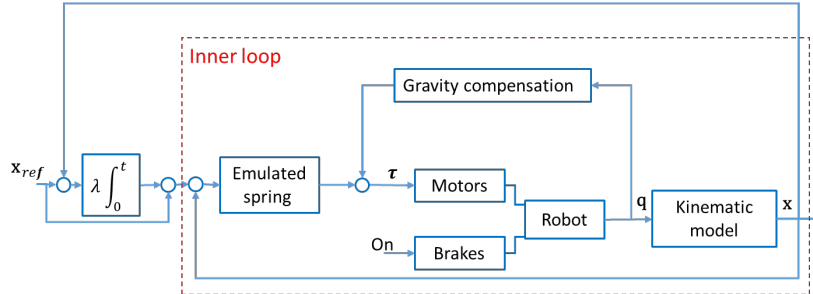 Inner loop
Gravity compensation
x_ref
λ ∫_0^t
Emulated
spring
τ
Motors
Robot
q
Kinematic
model
x
On
Brakes